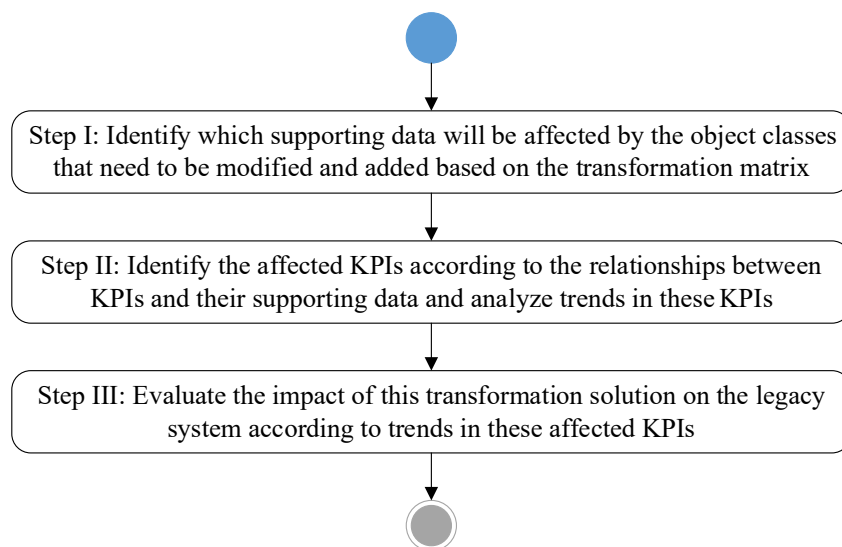 Step I: Identify which supporting data will be affected by the object classes
that need to be modified and added based on the transformation matrix
Step II: Identify the affected KPIs according to the relationships between
KPIs and their supporting data and analyze trends in these KPIs
Step III: Evaluate the impact of this transformation solution on the legacy
system according to trends in these affected KPIs